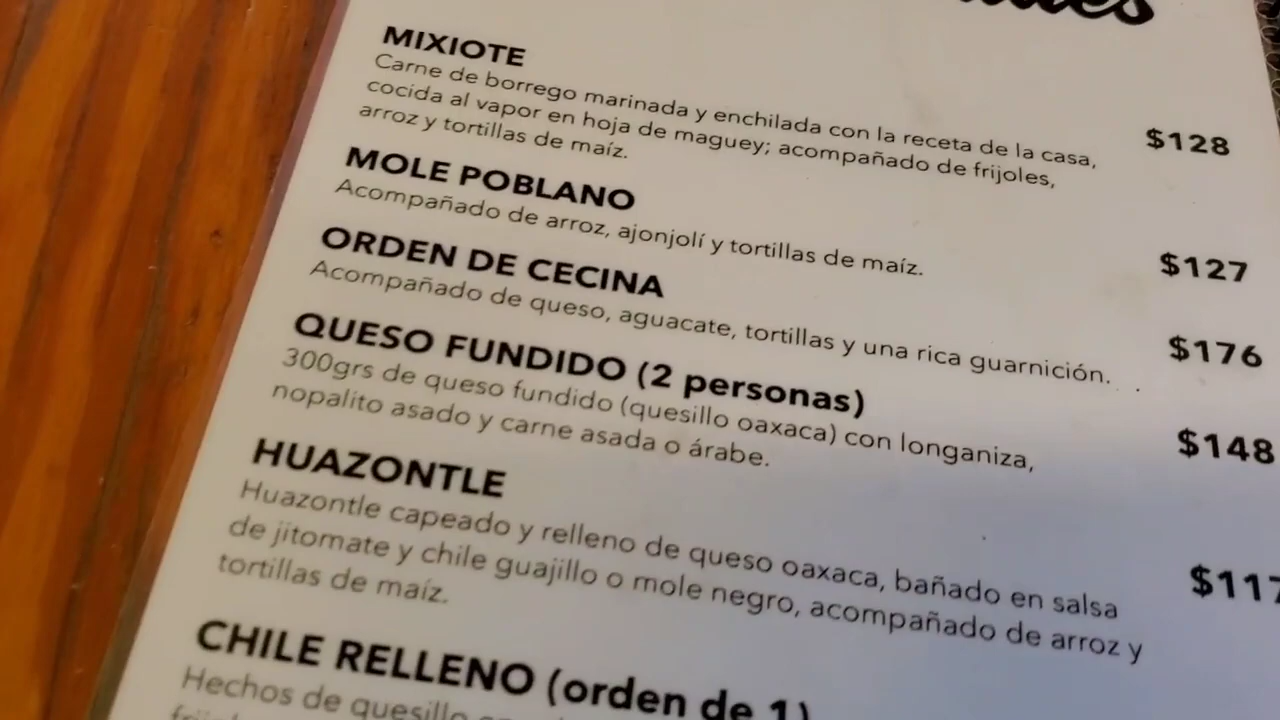 MIXIOTE
Carne de borrego marinada y enchilada con la receta de la casa,
cocida al vapor en hoja de maguey; acompañado de frijoles,
arroz y tortillas de maíz.
$128
MOLE POBLANO
Acompañado de arroz, ajonjolí y tortillas de maíz.
$127
ORDEN DE CECINA
Acompañado de queso, aguacate, tortillas y una rica guarnición.
$176
QUESO FUNDIDO (2 personas)
300grs de queso fundido (quesillo oaxaca) con longaniza,
nopalito asado y carne asada o árabe.
$148
HUAZONTLE
Huazontle capeado y relleno de queso oaxaca, bañado en salsa
de jitomate y chile guajillo o mole negro, acompañado de arroz y
tortillas de maíz.
$117
CHILE RELLENO (orden de 1)
Hechos de quesillo